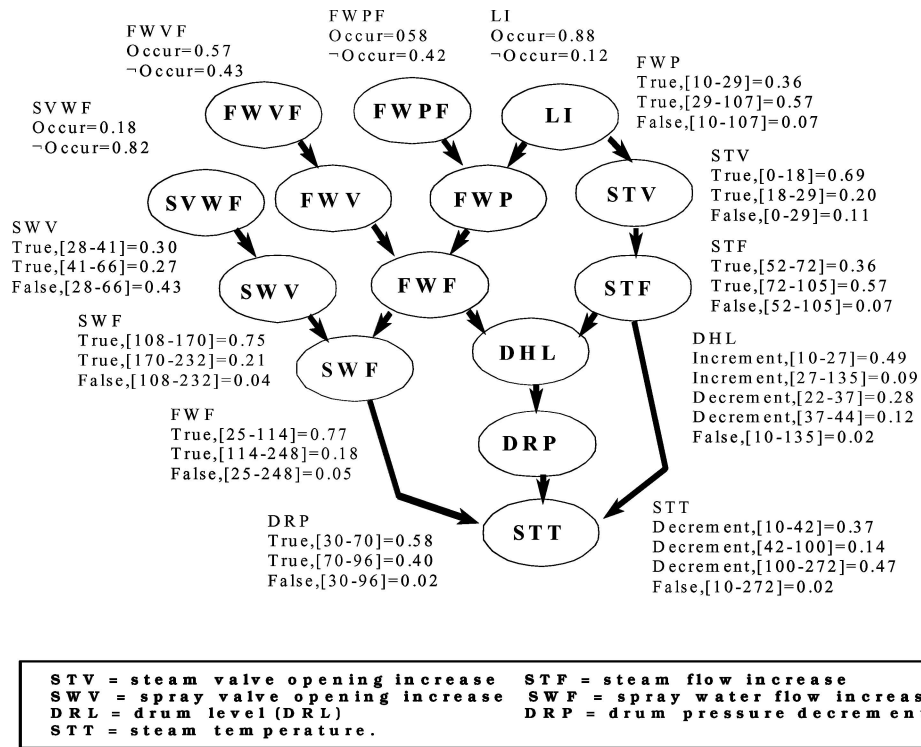 FWVF
Occur=0.57
¬Occur=0.43
FWPF
Occur=058
¬Occur=0.42
LI
Occur=0.88
¬Occur=0.12
FWP
True,[10-29]=0.36
True,[29-107]=0.57
False,[10-107]=0.07
SVWF
Occur=0.18
¬Occur=0.82
FWVF
FWPF
LI
STV
True,[0-18]=0.69
True,[18-29]=0.20
False,[0-29]=0.11
SVWF
FWV
FWP
STV
SWV
True,[28-41]=0.30
True,[41-66]=0.27
False,[28-66]=0.43
STF
True,[52-72]=0.36
True,[72-105]=0.57
False,[52-105]=0.07
SWV
FWF
STF
SWF
True,[108-170]=0.75
True,[170-232]=0.21
False,[108-232]=0.04
SWF
DHL
DHL
Increment,[10-27]=0.49
Increment,[27-135]=0.09
Decrement,[22-37]=0.28
Decrement,[37-44]=0.12
False,[10-135]=0.02
FWF
True,[25-114]=0.77
True,[114-248]=0.18
False,[25-248]=0.05
DRP
DRP
True,[30-70]=0.58
True,[70-96]=0.40
False,[30-96]=0.02
STT
STT
Decrement,[10-42]=0.37
Decrement,[42-100]=0.14
Decrement,[100-272]=0.47
False,[10-272]=0.02
STV = steam valve opening increase STF = steam flow increase
SWV = spray valve opening increase SWF = spray water flow increas
DRL = drum level(DRL) DRP = drum pressure decremen
STT = steam temperature.